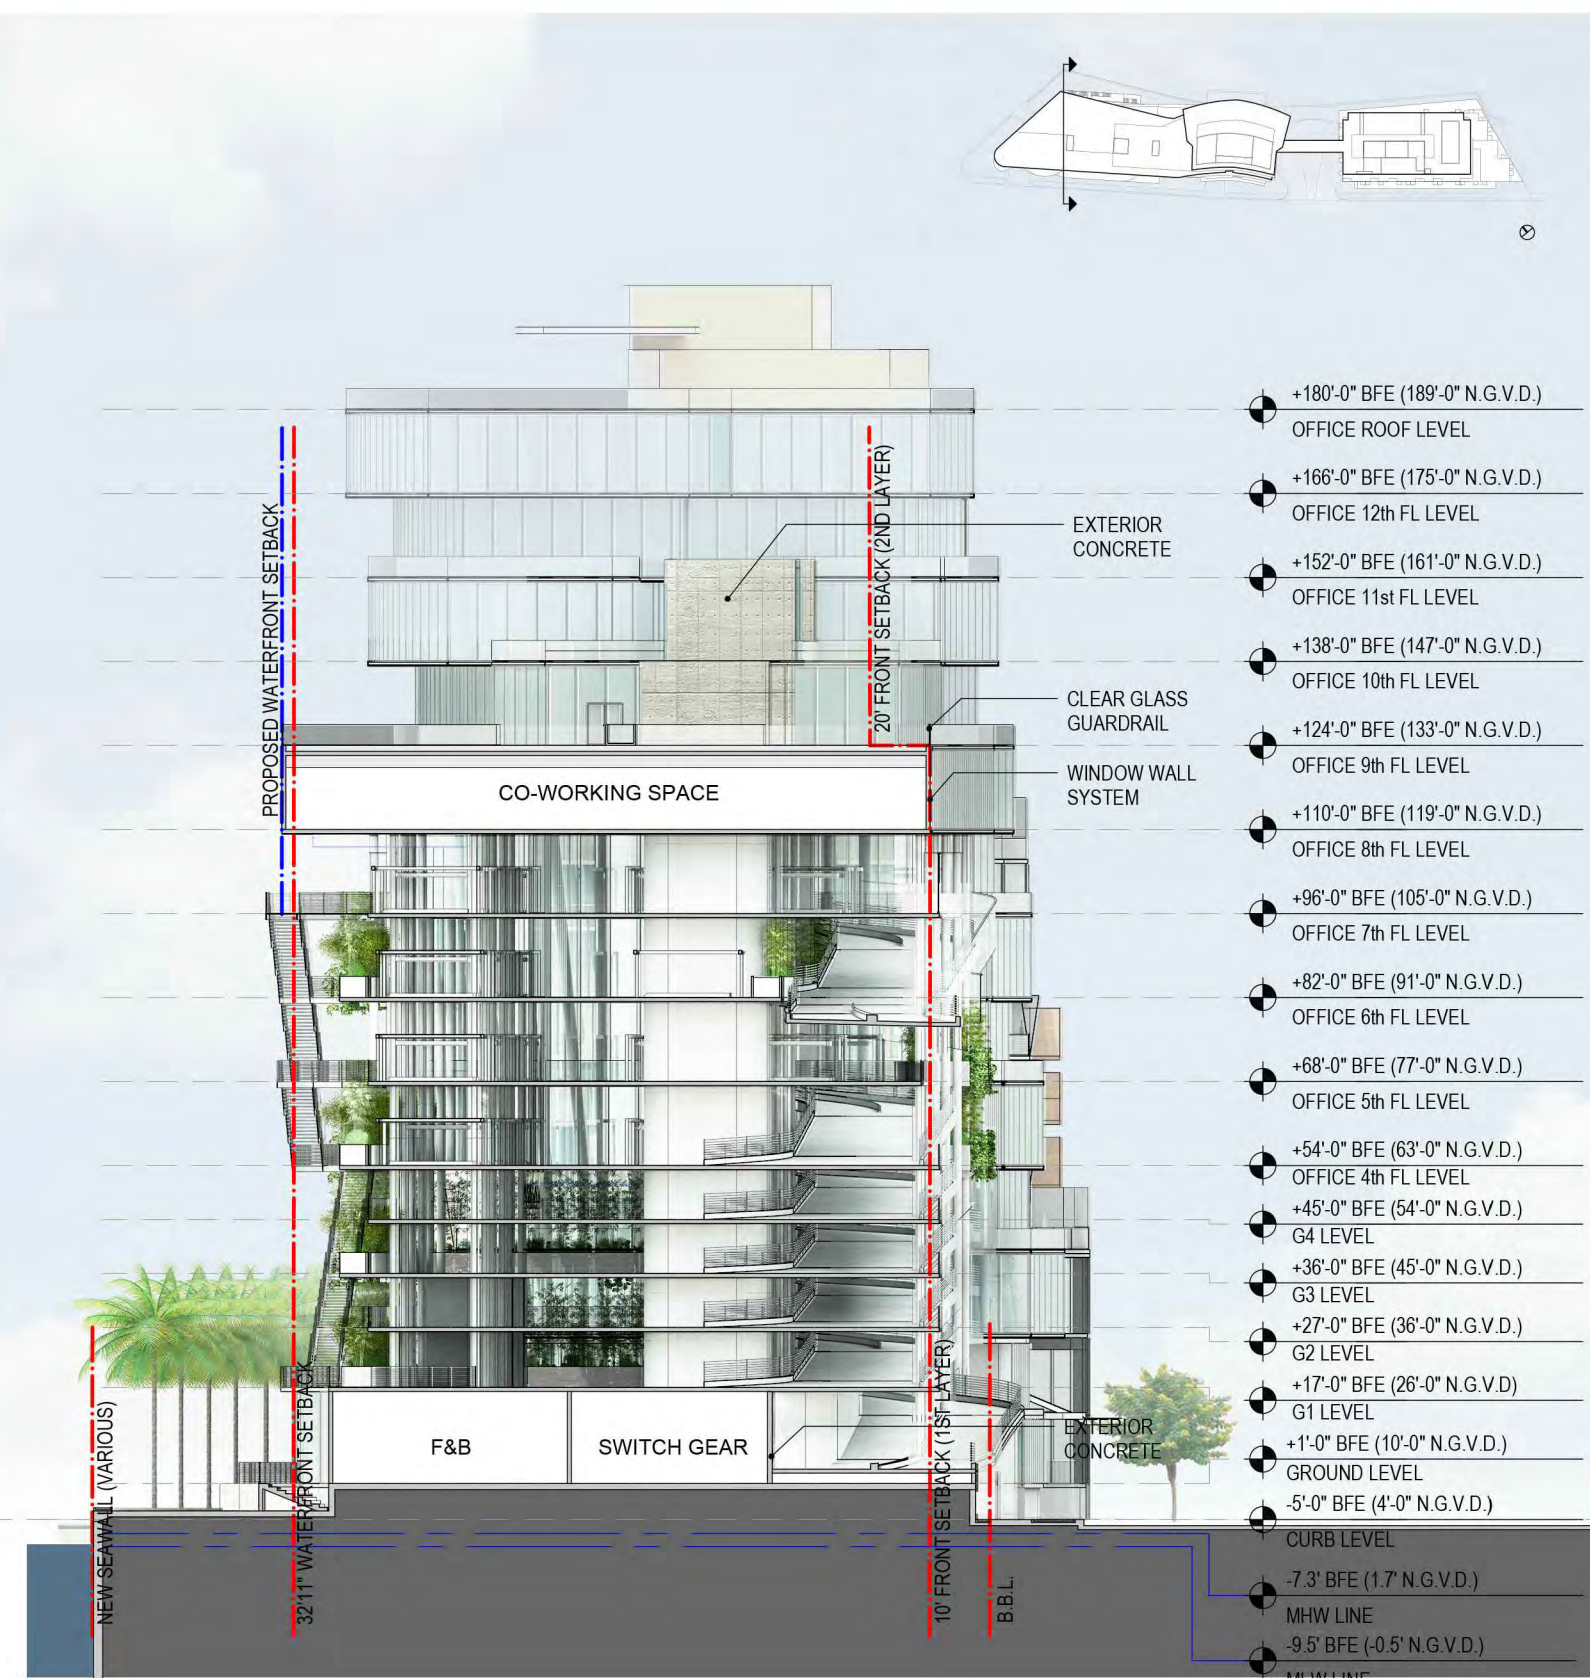 +180'-0" BFE (189'-0" N.G.V.D.)
OFFICE ROOF LEVEL
+166'-0" BFE (175'-0" N.G.V.D.)
OFFICE 12th FL LEVEL
+152'-0" BFE (161'-0" N.G.V.D.)
OFFICE 11st FL LEVEL
+138'-0" BFE (147'-0" N.G.V.D.)
OFFICE 10th FL LEVEL
+124'-0" BFE (133'-0" N.G.V.D.)
OFFICE 9th FL LEVEL
+110'-0" BFE (119'-0" N.G.V.D.)
OFFICE 8th FL LEVEL
+96'-0" BFE (105'-0" N.G.V.D.)
OFFICE 7th FL LEVEL
+82'-0" BFE (91'-0" N.G.V.D.)
OFFICE 6th FL LEVEL
+68'-0" BFE (77'-0" N.G.V.D.)
OFFICE 5th FL LEVEL
+54'-0" BFE (63'-0" N.G.V.D.)
OFFICE 4th FL LEVEL
+45'-0" BFE (54'-0" N.G.V.D.)
G4 LEVEL
+36'-0" BFE (45'-0" N.G.V.D.)
G3 LEVEL
+27'-0" BFE (36'-0" N.G.V.D.)
G2 LEVEL
+17'-0" BFE (26'-0" N.G.V.D)
G1 LEVEL
+1'-0" BFE (10'-0" N.G.V.D.)
GROUND LEVEL
-5'-0" BFE (4'-0" N.G.V.D.)
CURB LEVEL
-7.3' BFE (1.7' N.G.V.D.)
MHW LINE
-9.5' BFE (-0.5' N.G.V.D.)
MLW LINE
EXTERIOR
CONCRETE
CLEAR GLASS
GUARDRAIL
WINDOW WALL
SYSTEM
EXTERIOR
CONCRETE
PROPOSED WATERFRONT SETBACK
20' FRONT SETBACK (2ND LAYER)
CO-WORKING SPACE
F&B
SWITCH GEAR
NEW SEAWALL (VARIOUS)
32'11" WATERFRONT SETBACK
10' FRONT SETBACK (1ST LAYER)
B.B.L.